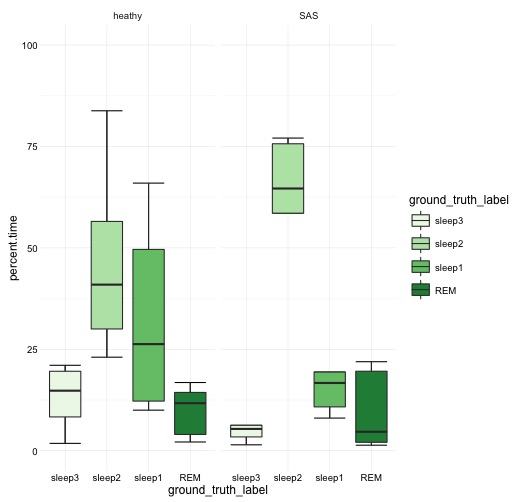 heathy SAS
100
75
50
25
0
percent.time
sleep3 sleep2 sleep1 REM sleep3 sleep2 sleep1 REM
ground_truth_label
ground_truth_label
sleep3
sleep2
sleep1
REM